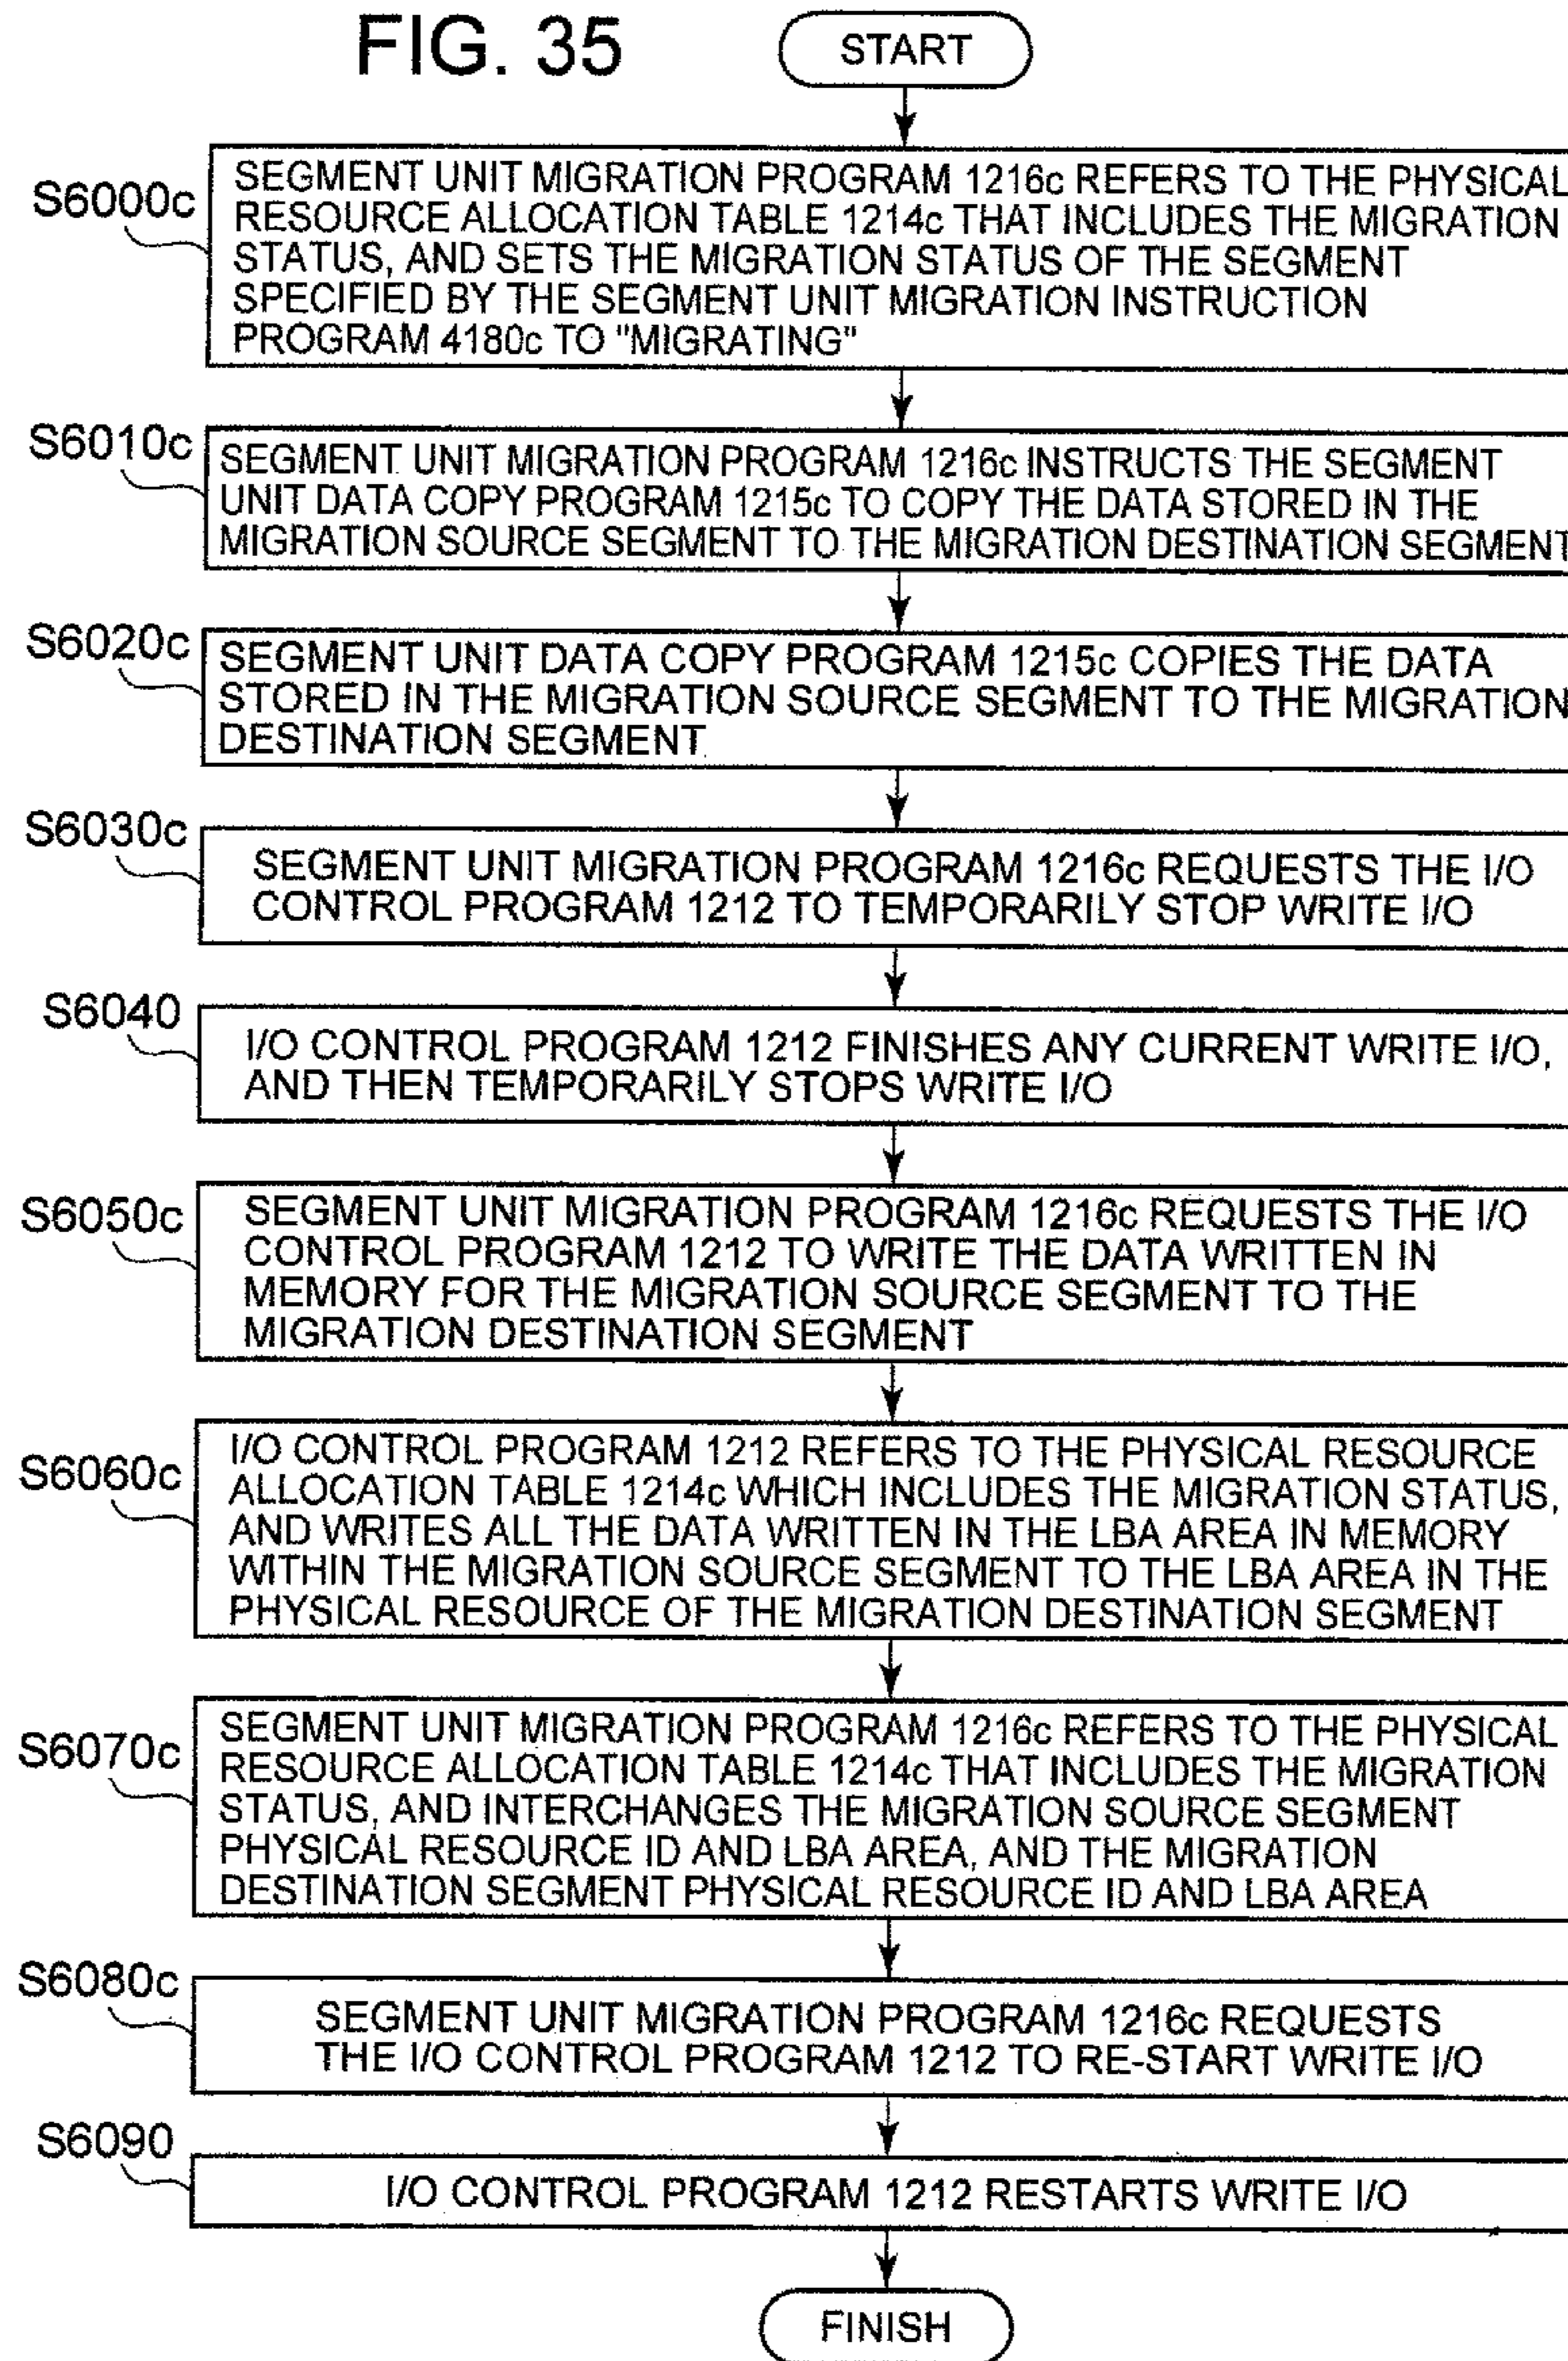 FIG. 35
START
S6000c
SEGMENT UNIT MIGRATION PROGRAM 1216c REFERS TO THE PHYSICAL
RESOURCE ALLOCATION TABLE 1214c THAT INCLUDES THE MIGRATION
STATUS, AND SETS THE MIGRATION STATUS OF THE SEGMENT
SPECIFIED BY THE SEGMENT UNIT MIGRATION INSTRUCTION
PROGRAM 4180c TO "MIGRATING"
S6010c
SEGMENT UNIT MIGRATION PROGRAM 1216c INSTRUCTS THE SEGMENT
UNIT DATA COPY PROGRAM 1215c TO COPY THE DATA STORED IN THE
MIGRATION SOURCE SEGMENT TO THE MIGRATION DESTINATION SEGMENT
S6020c
SEGMENT UNIT DATA COPY PROGRAM 1215c COPIES THE DATA
STORED IN THE MIGRATION SOURCE SEGMENT TO THE MIGRATION
DESTINATION SEGMENT
S6030c
SEGMENT UNIT MIGRATION PROGRAM 1216c REQUESTS THE I/O
CONTROL PROGRAM 1212 TO TEMPORARILY STOP WRITE I/O
S6040
I/O CONTROL PROGRAM 1212 FINISHES ANY CURRENT WRITE I/O,
AND THEN TEMPORARILY STOPS WRITE I/O
S6050c
SEGMENT UNIT MIGRATION PROGRAM 1216c REQUESTS THE I/O
CONTROL PROGRAM 1212 TO WRITE THE DATA WRITTEN IN
MEMORY FOR THE MIGRATION SOURCE SEGMENT TO THE
MIGRATION DESTINATION SEGMENT
S6060c
I/O CONTROL PROGRAM 1212 REFERS TO THE PHYSICAL RESOURCE
ALLOCATION TABLE 1214c WHICH INCLUDES THE MIGRATION STATUS,
AND WRITES ALL THE DATA WRITTEN IN THE LBA AREA IN MEMORY
WITHIN THE MIGRATION SOURCE SEGMENT TO THE LBA AREA IN THE
PHYSICAL RESOURCE OF THE MIGRATION DESTINATION SEGMENT
S6070c
SEGMENT UNIT MIGRATION PROGRAM 1216c REFERS TO THE PHYSICAL
RESOURCE ALLOCATION TABLE 1214c THAT INCLUDES THE MIGRATION
STATUS, AND INTERCHANGES THE MIGRATION SOURCE SEGMENT
PHYSICAL RESOURCE ID AND LBA AREA, AND THE MIGRATION
DESTINATION SEGMENT PHYSICAL RESOURCE ID AND LBA AREA
S6080c
SEGMENT UNIT MIGRATION PROGRAM 1216c REQUESTS
THE I/O CONTROL PROGRAM 1212 TO RE-START WRITE I/O
S6090
I/O CONTROL PROGRAM 1212 RESTARTS WRITE I/O
FINISH